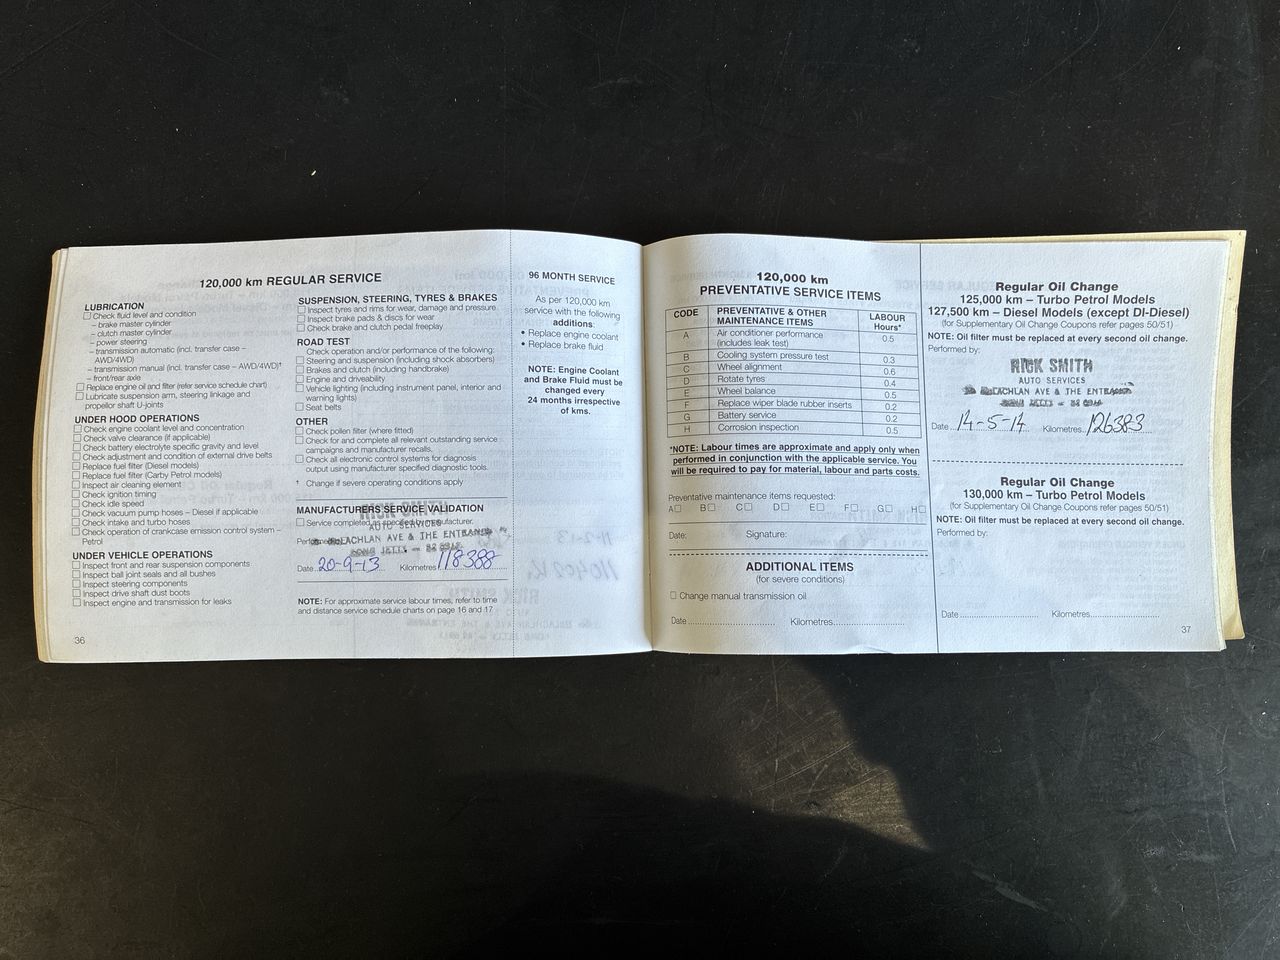 120,000 km REGULAR SERVICE
LUBRICATION
Check fluid level and condition
– brake master cylinder
– clutch master cylinder
– power steering
– transmission automatic (incl. transfer case -
AWD/4WD)
– transmission manual (incl. transfer case – AWD/4WD)†
– front/rear axle
Replace engine oil and filter (refer service schedule chart)
Lubricate suspension arm, steering linkage and
propellor shaft U-joints
UNDER HOOD OPERATIONS
Check engine coolant level and concentration
Check valve clearance (if applicable)
Check battery electrolyte specific gravity and level
Check adjustment and condition of external drive belts
Replace fuel filter (Diesel models)
Replace fuel filter (Carby Petrol models)
Inspect air cleaning element
Check ignition timing
Check idle speed
Check vacuum pump hoses – Diesel if applicable
Check intake and turbo hoses
Check operation of crankcase emission control system –
Petrol
UNDER VEHICLE OPERATIONS
Inspect front and rear suspension components
Inspect ball joint seals and all bushes
Inspect steering components
Inspect drive shaft dust boots
Inspect engine and transmission for leaks
36
SUSPENSION, STEERING, TYRES & BRAKES
Inspect tyres and rims for wear, damage and pressure
Inspect brake pads & discs for wear
Check brake and clutch pedal freeplay
ROAD TEST
Check operation and/or performance of the following:
Steering and suspension (including shock absorbers)
Brakes and clutch (including handbrake)
Engine and driveability
Vehicle lighting (including instrument panel, interior and
warning lights)
Seat belts
OTHER
Check pollen filter (where fitted)
Check for and complete all relevant outstanding service
campaigns and manufacturer recalls.
Check all electronic control systems for diagnosis
output using manufacturer specified diagnostic tools.
† Change if severe operating conditions apply
MANUFACTURERS SERVICE VALIDATION
Service completed as specified by manufacturer.
RICK SMITH
AUTO SERVICES
LACHLAN AVE & THE ENTRANCE
Date 20-9-13 Kilometres 118388
NOTE: For approximate service labour times, refer to time
and distance service schedule charts on page 16 and 17
96 MONTH SERVICE
As per 120,000 km
service with the following
additions:
• Replace engine coolant
• Replace brake fluid
NOTE: Engine Coolant
and Brake Fluid must be
changed every
24 months irrespective
of kms.
120,000 km
PREVENTATIVE SERVICE ITEMS
CODE PREVENTATIVE & OTHER MAINTENANCE ITEMS LABOUR Hours*
A Air conditioner performance (includes leak test) 0.5
B Cooling system pressure test 0.3
C Wheel alignment 0.6
D Rotate tyres 0.4
E Wheel balance 0.5
F Replace wiper blade rubber inserts 0.2
G Battery service 0.2
H Corrosion inspection 0.5
*NOTE: Labour times are approximate and apply only when
performed in conjunction with the applicable service. You
will be required to pay for material, labour and parts costs.
Preventative maintenance items requested:
A B C D E F G H
Date: Signature:
ADDITIONAL ITEMS
(for severe conditions)
Change manual transmission oil
Date Kilometres
Regular Oil Change
125,000 km – Turbo Petrol Models
127,500 km – Diesel Models (except DI-Diesel)
(for Supplementary Oil Change Coupons refer pages 50/51)
NOTE: Oil filter must be replaced at every second oil change.
Performed by:
RICK SMITH
AUTO SERVICES
LACHLAN AVE & THE ENTRANCE
Date 14-5-14 Kilometres 126383
Regular Oil Change
130,000 km – Turbo Petrol Models
(for Supplementary Oil Change Coupons refer pages 50/51)
NOTE: Oil filter must be replaced at every second oil change.
Performed by:
Date Kilometres
37